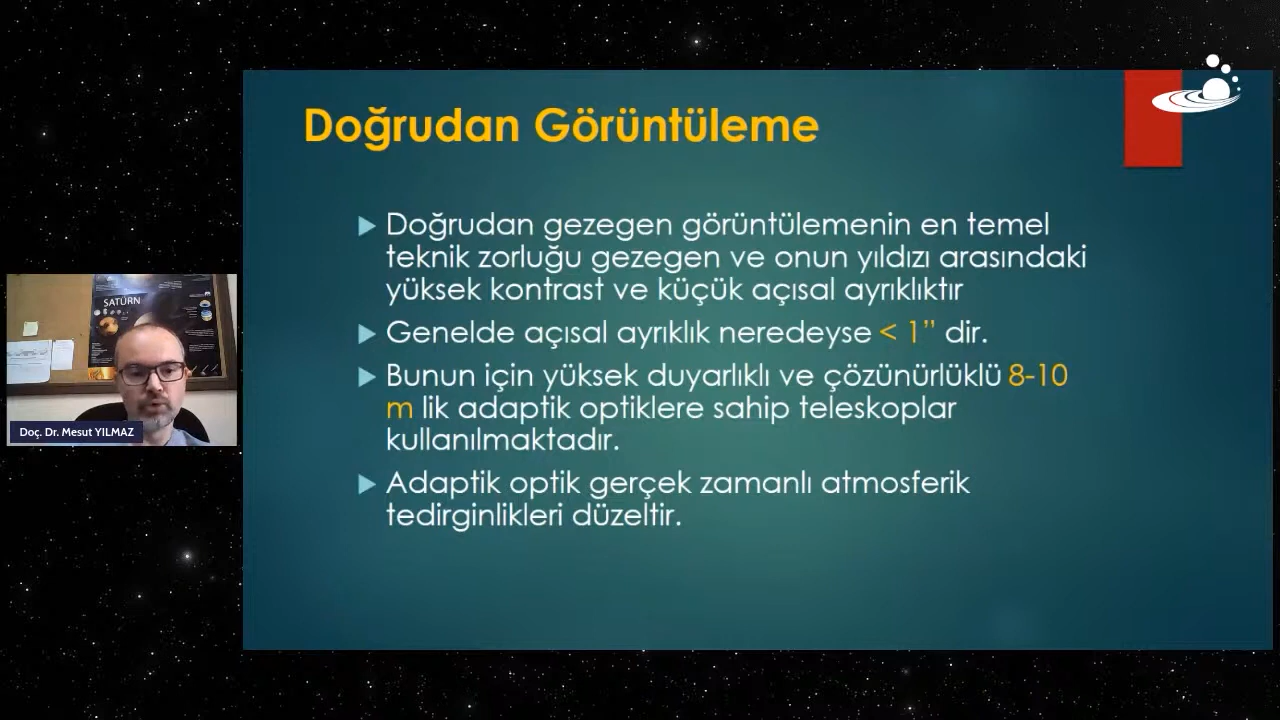 Doğrudan Görüntüleme
Doğrudan gezegen görüntülemenin en temel
teknik zorluğu gezegen ve onun yıldızı arasındaki
yüksek kontrast ve küçük açısal ayrıklıktır
Genelde açısal ayrıklık neredeyse < 1” dir.
Bunun için yüksek duyarlıklı ve çözünürlüklü 8-10
m lik adaptik optiklere sahip teleskoplar
kullanılmaktadır.
Adaptik optik gerçek zamanlı atmosferik
tedirginlikleri düzeltir.
SATÜRN
Doç. Dr. Mesut YILMAZ